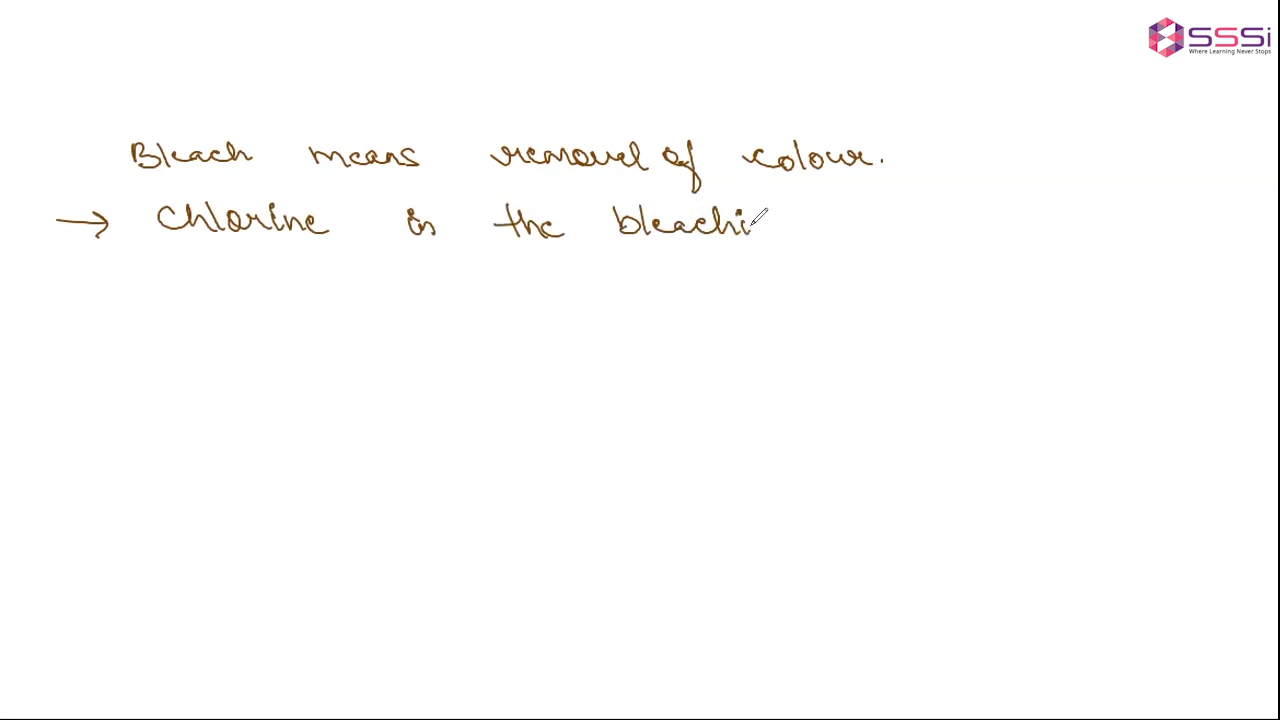 SSSi
Where Learning Never Stops
Bleach means removal of colour.
→ Chlorine is the bleachi